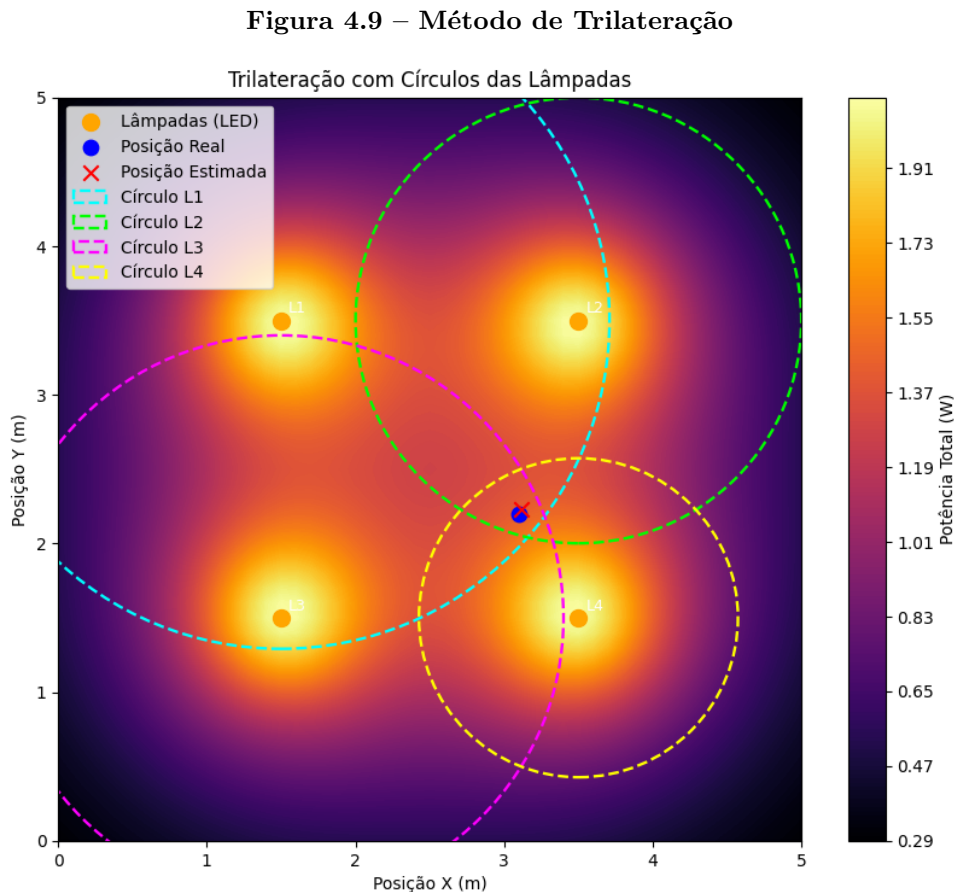 Figura 4.9 – Método de Trilateração
Trilateração com Círculos das Lâmpadas
Lâmpadas (LED)
Posição Real
Posição Estimada
Círculo L1
Círculo L2
Círculo L3
Círculo L4
L1
L2
L3
L4
5
4
3
2
1
0
Posição Y (m)
0 1 2 3 4 5
Posição X (m)
1.91
1.73
1.55
1.37
1.19
1.01
0.83
0.65
0.47
0.29
Potência Total (W)